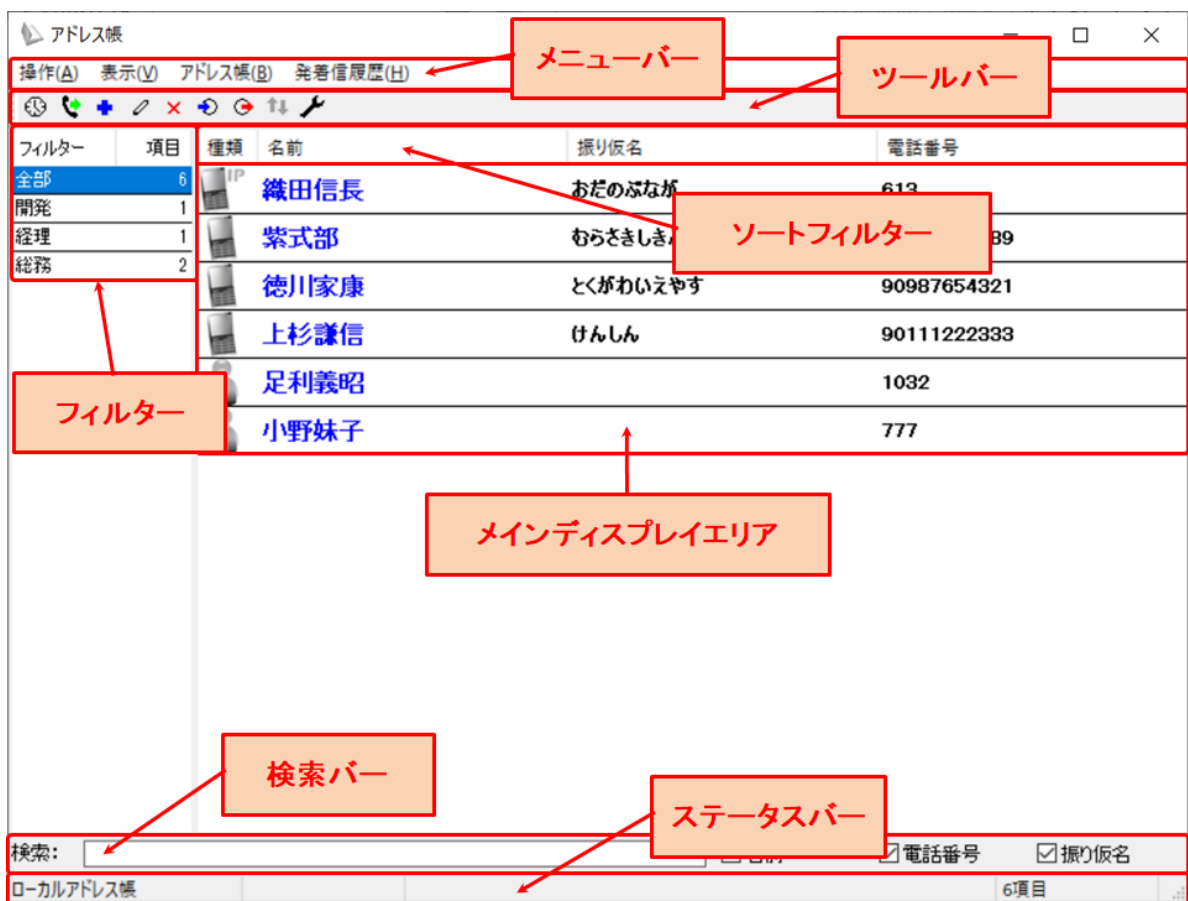 アドレス帳
メニューバー
操作(A) 表示(V) アドレス帳(B) 発着信履歴(H)
ツールバー
フィルター 項目 種類 名前 振り仮名 電話番号
全部 6
開発 1
経理 1
総務 2
IP 織田信長 おだのぶなが 613
紫式部 むらさきしき 89
ソートフィルター
徳川家康 とくがわいえやす 90987654321
上杉謙信 けんしん 90111222333
足利義昭 1032
フィルター
小野妹子 777
メインディスプレイエリア
検索バー
ステータスバー
検索: 電話番号 振り仮名
ローカルアドレス帳 6項目